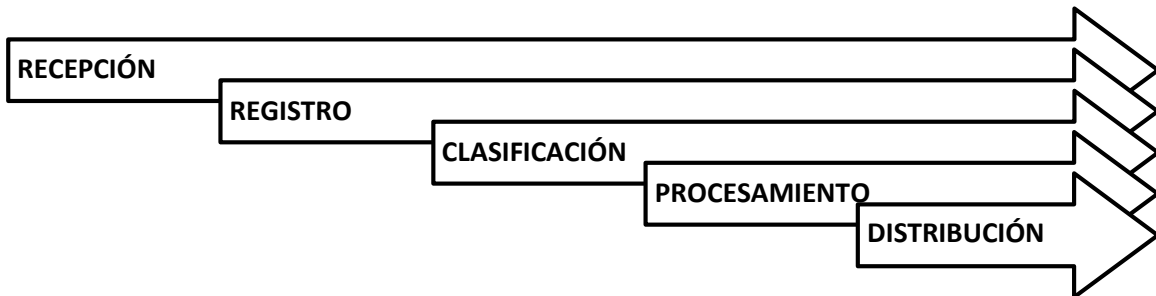 RECEPCIÓN
REGISTRO
CLASIFICACIÓN
PROCESAMIENTO
DISTRIBUCIÓN